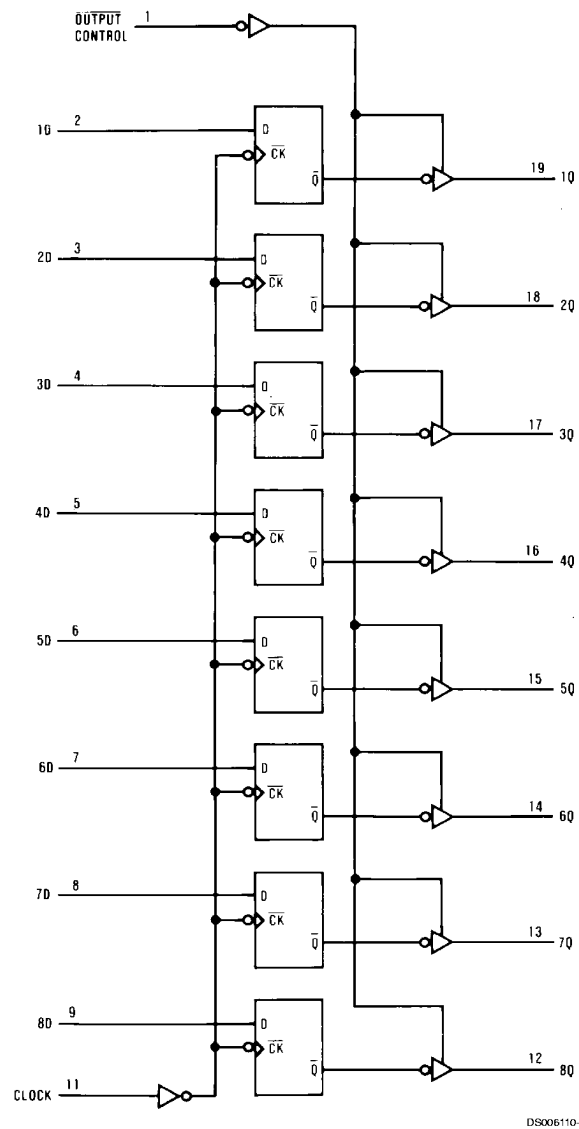 OUTPUT 1
CONTROL
1D 2 D
CK
Q 19 1Q
2D 3 D
CK
Q 18 2Q
3D 4 D
CK
Q 17 3Q
4D 5 D
CK
Q 16 4Q
5D 6 D
CK
Q 15 5Q
6D 7 D
CK
Q 14 6Q
7D 8 D
CK
Q 13 7Q
8D 9 D
CK
Q 12 8Q
CLOCK 11
DS006110-